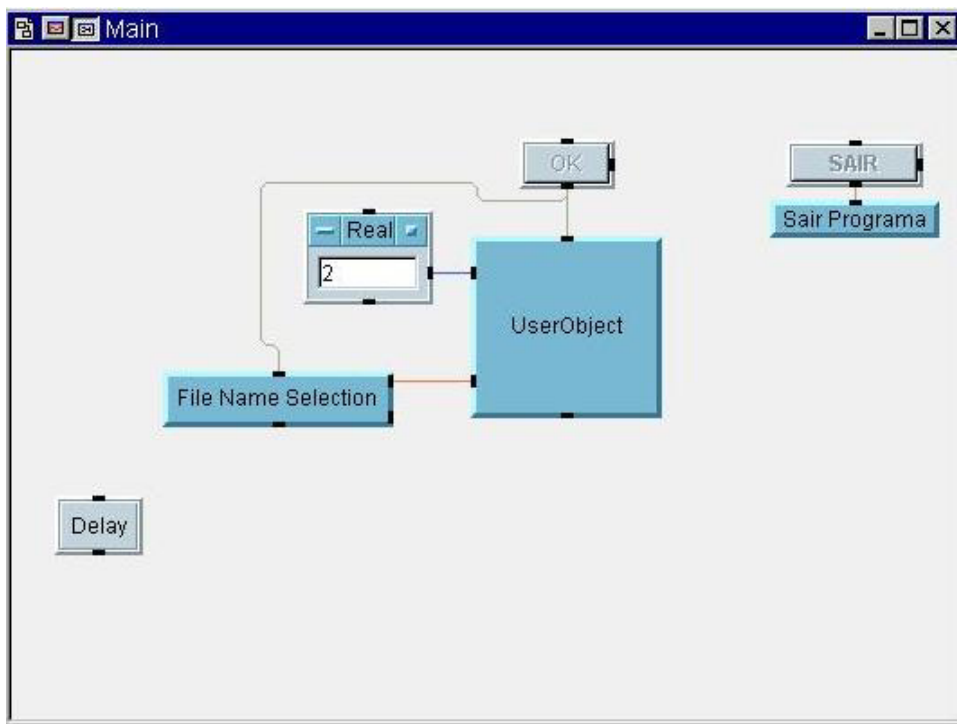 Main
OK
SAIR
Real
Sair Programa
2
UserObject
File Name Selection
Delay